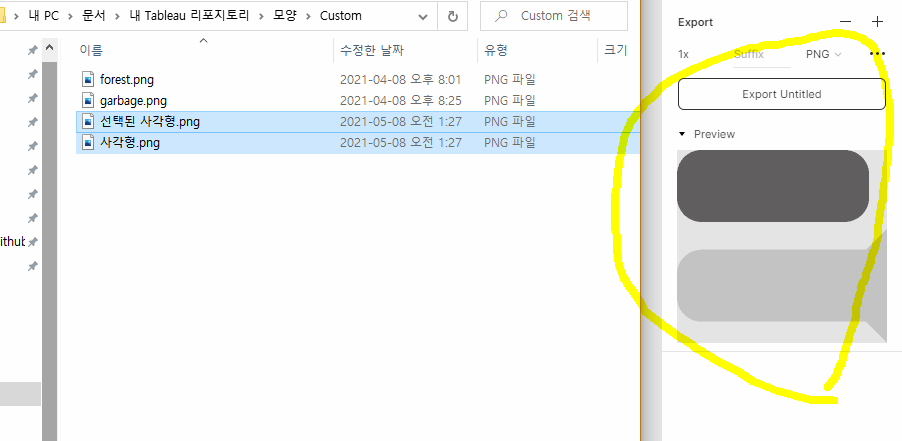 내 PC > 문서 > 내 Tableau 리포지토리 > 모양 > Custom
Custom 검색
이름 수정한 날짜 유형 크기
forest.png 2021-04-08 오후 8:01 PNG 파일
garbage.png 2021-04-08 오후 8:25 PNG 파일
선택된 사각형.png 2021-05-08 오전 1:27 PNG 파일
사각형.png 2021-05-08 오전 1:27 PNG 파일
ithub
Export
1x Suffix PNG
Export Untitled
Preview